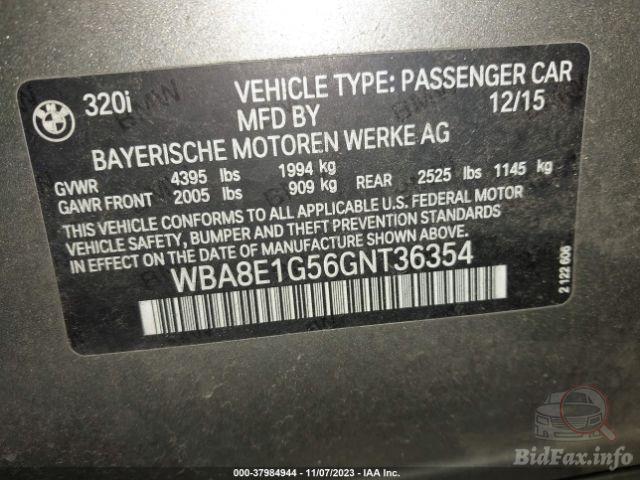 BMW
320i
VEHICLE TYPE: PASSENGER CAR
MFD BY 12/15
BAYERISCHE MOTOREN WERKE AG
GVWR 4395 lbs 1994 kg
GAWR FRONT 2005 lbs 909 kg REAR 2525 lbs 1145 kg
THIS VEHICLE CONFORMS TO ALL APPLICABLE U.S. FEDERAL MOTOR
VEHICLE SAFETY, BUMPER AND THEFT PREVENTION STANDARDS
IN EFFECT ON THE DATE OF MANUFACTURE SHOWN ABOVE.
WBA8E1G56GNT36354
2 122 606
BidFax.info
COPART: 37984944 - 11/07/2023 - IAA Inc.